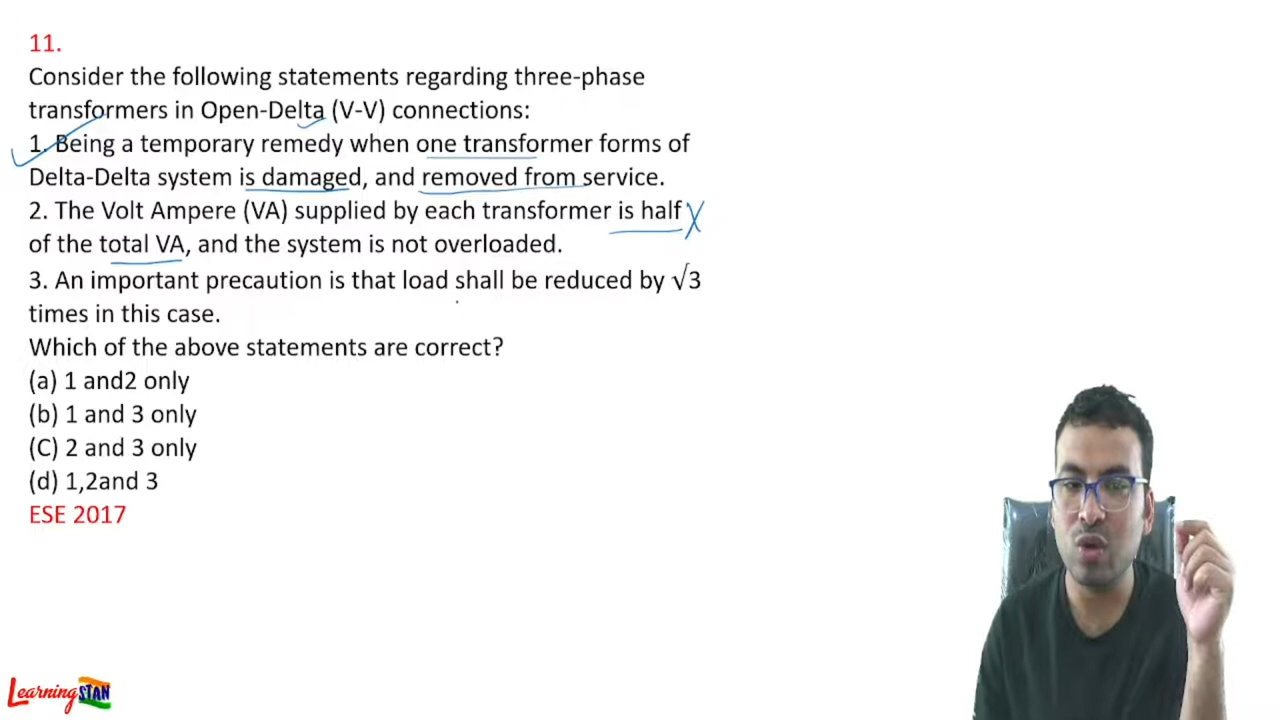 11.
Consider the following statements regarding three-phase
transformers in Open-Delta (V-V) connections:
1. Being a temporary remedy when one transformer forms of
Delta-Delta system is damaged, and removed from service.
2. The Volt Ampere (VA) supplied by each transformer is half
of the total VA, and the system is not overloaded.
3. An important precaution is that load shall be reduced by √3
times in this case.
Which of the above statements are correct?
(a) 1 and2 only
(b) 1 and 3 only
(C) 2 and 3 only
(d) 1,2and 3
ESE 2017
LearningSTAN